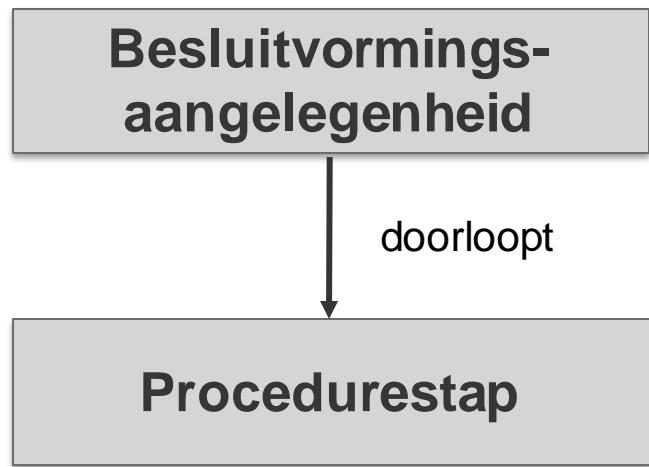 Besluitvormings-
aangelegenheid
doorloopt
Procedurestap